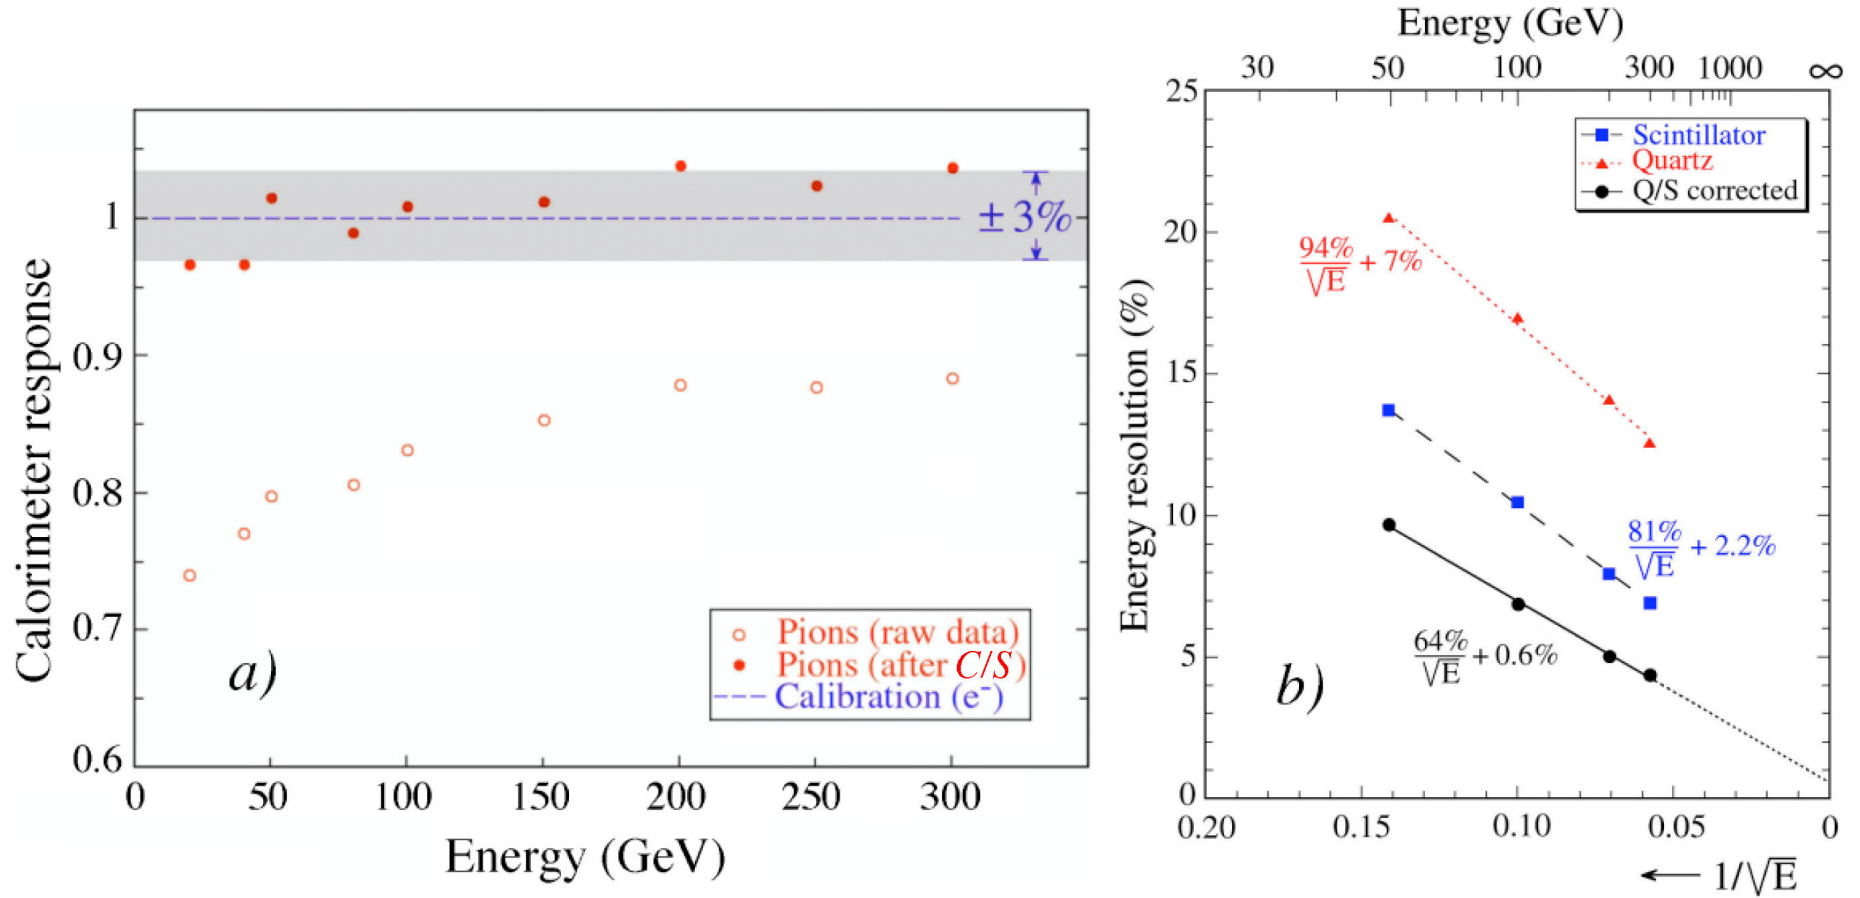 Calorimeter response
1
0.9
0.8
0.7
0.6
± 3%
a)
Pions (raw data)
Pions (after C/S)
Calibration (e⁻)
0 50 100 150 200 250 300
Energy (GeV)
Energy (GeV)
30 50 100 300 1000 ∞
Energy resolution (%)
25
20
15
10
5
0
Scintillator
Quartz
Q/S corrected
94%/√E + 7%
81%/√E + 2.2%
64%/√E + 0.6%
b)
0.20 0.15 0.10 0.05 0
← 1/√E